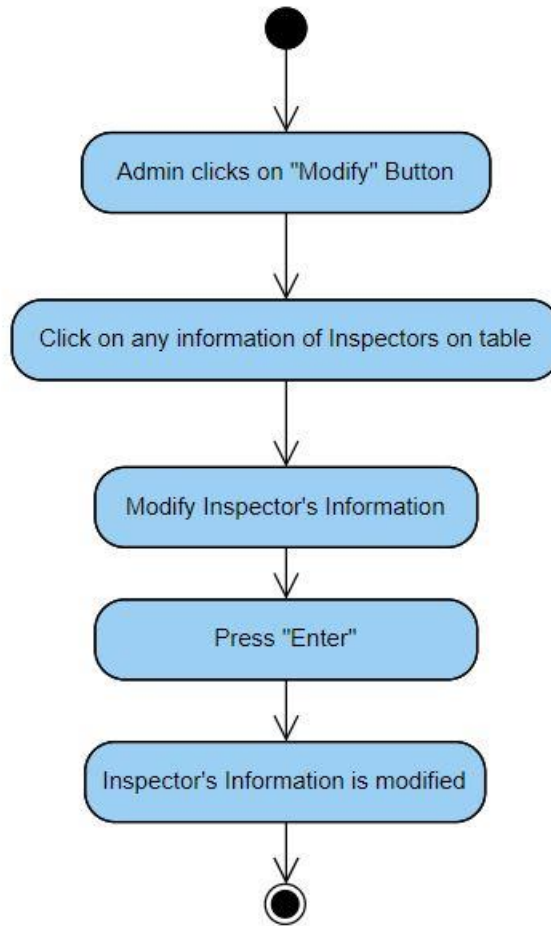 Admin clicks on "Modify" Button
Click on any information of Inspectors on table
Modify Inspector's Information
Press "Enter"
Inspector's Information is modified